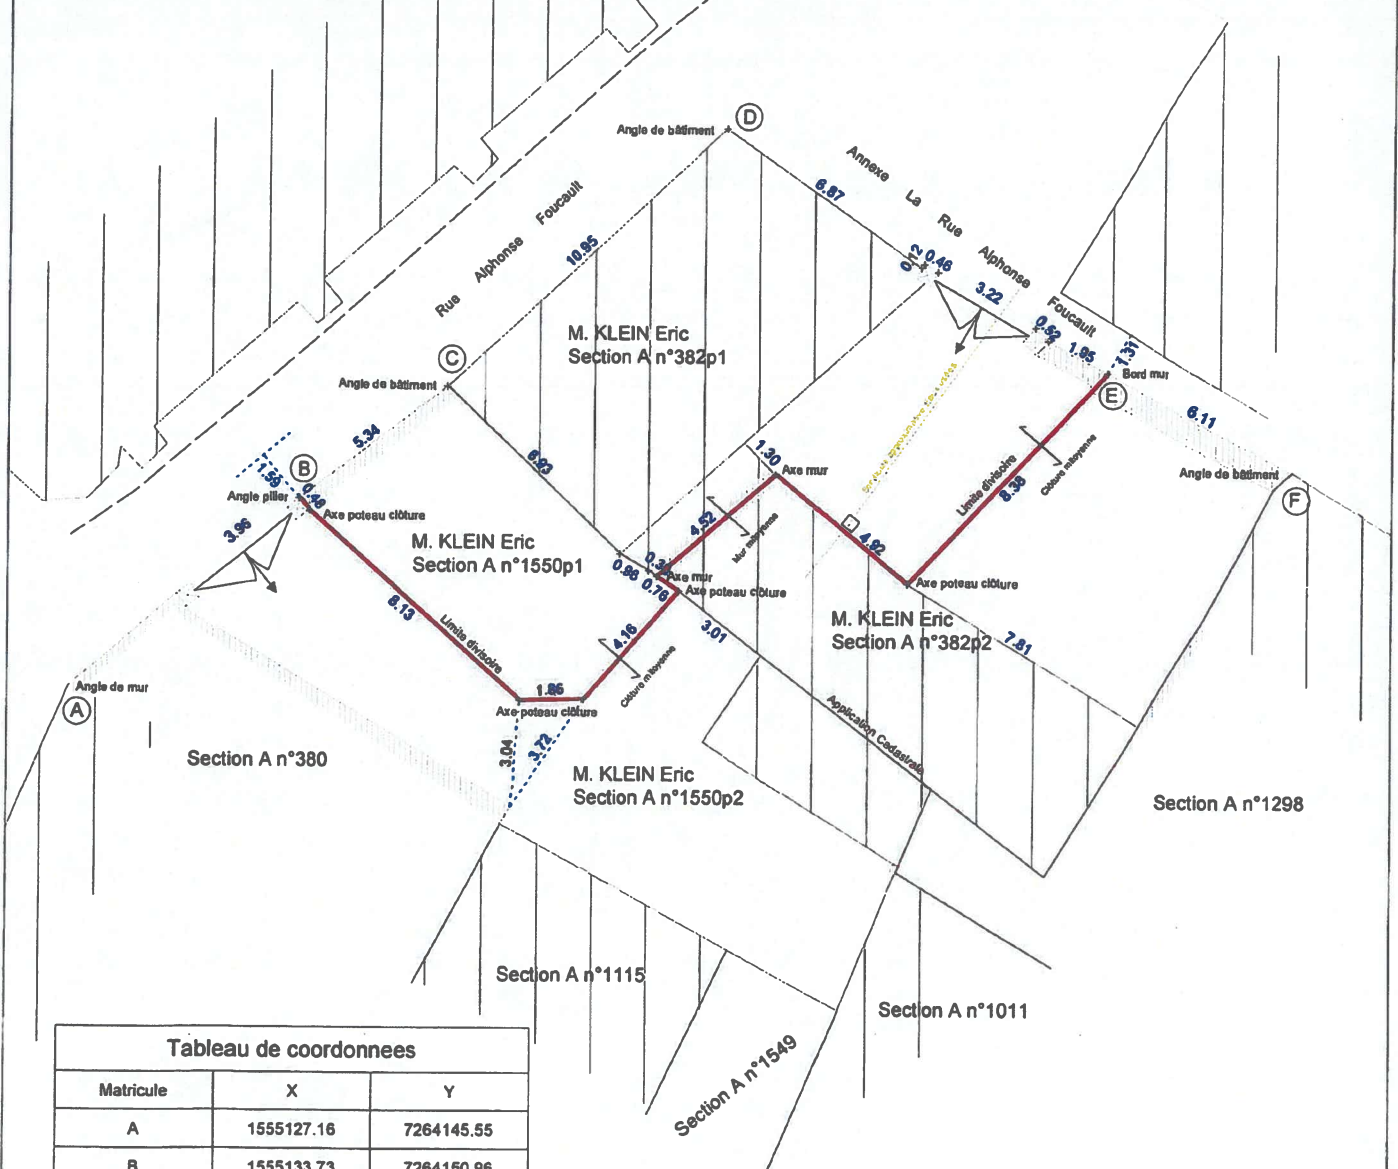 D
Angle de bâtiment
Annexe La Rue Alphonse Foucault
6.87
Rue Alphonse Foucault
10.95
0.12
0.46
3.22
0.52
1.95
1.31
M. KLEIN Eric
Section A n°382p1
C
Angle de bâtiment
Bord mur
E
6.11
5.34
6.93
1.30
Axe mur
Limite divisoire
8.38
Clôture mitoyenne
Angle de bâtiment
F
B
1.59
0.48
Angle pilier
Axe poteau clôture
3.96
4.52
Mur mitoyenne
4.92
M. KLEIN Eric
Section A n°1550p1
0.96
0.76
Axe mur
Axe poteau clôture
Axe poteau clôture
8.13
Limite divisoire
4.16
Clôture mitoyenne
3.01
M. KLEIN Eric
Section A n°382p2
7.81
Angle de mur
A
1.86
Axe poteau clôture
3.04
3.72
Application Cadastrale
Section A n°380
M. KLEIN Eric
Section A n°1550p2
Section A n°1298
Section A n°1115
Section A n°1011
Section A n°1549
Tableau de coordonnees
Matricule X Y
A 1555127.16 7264145.55
B 1555133.73 7264150.96